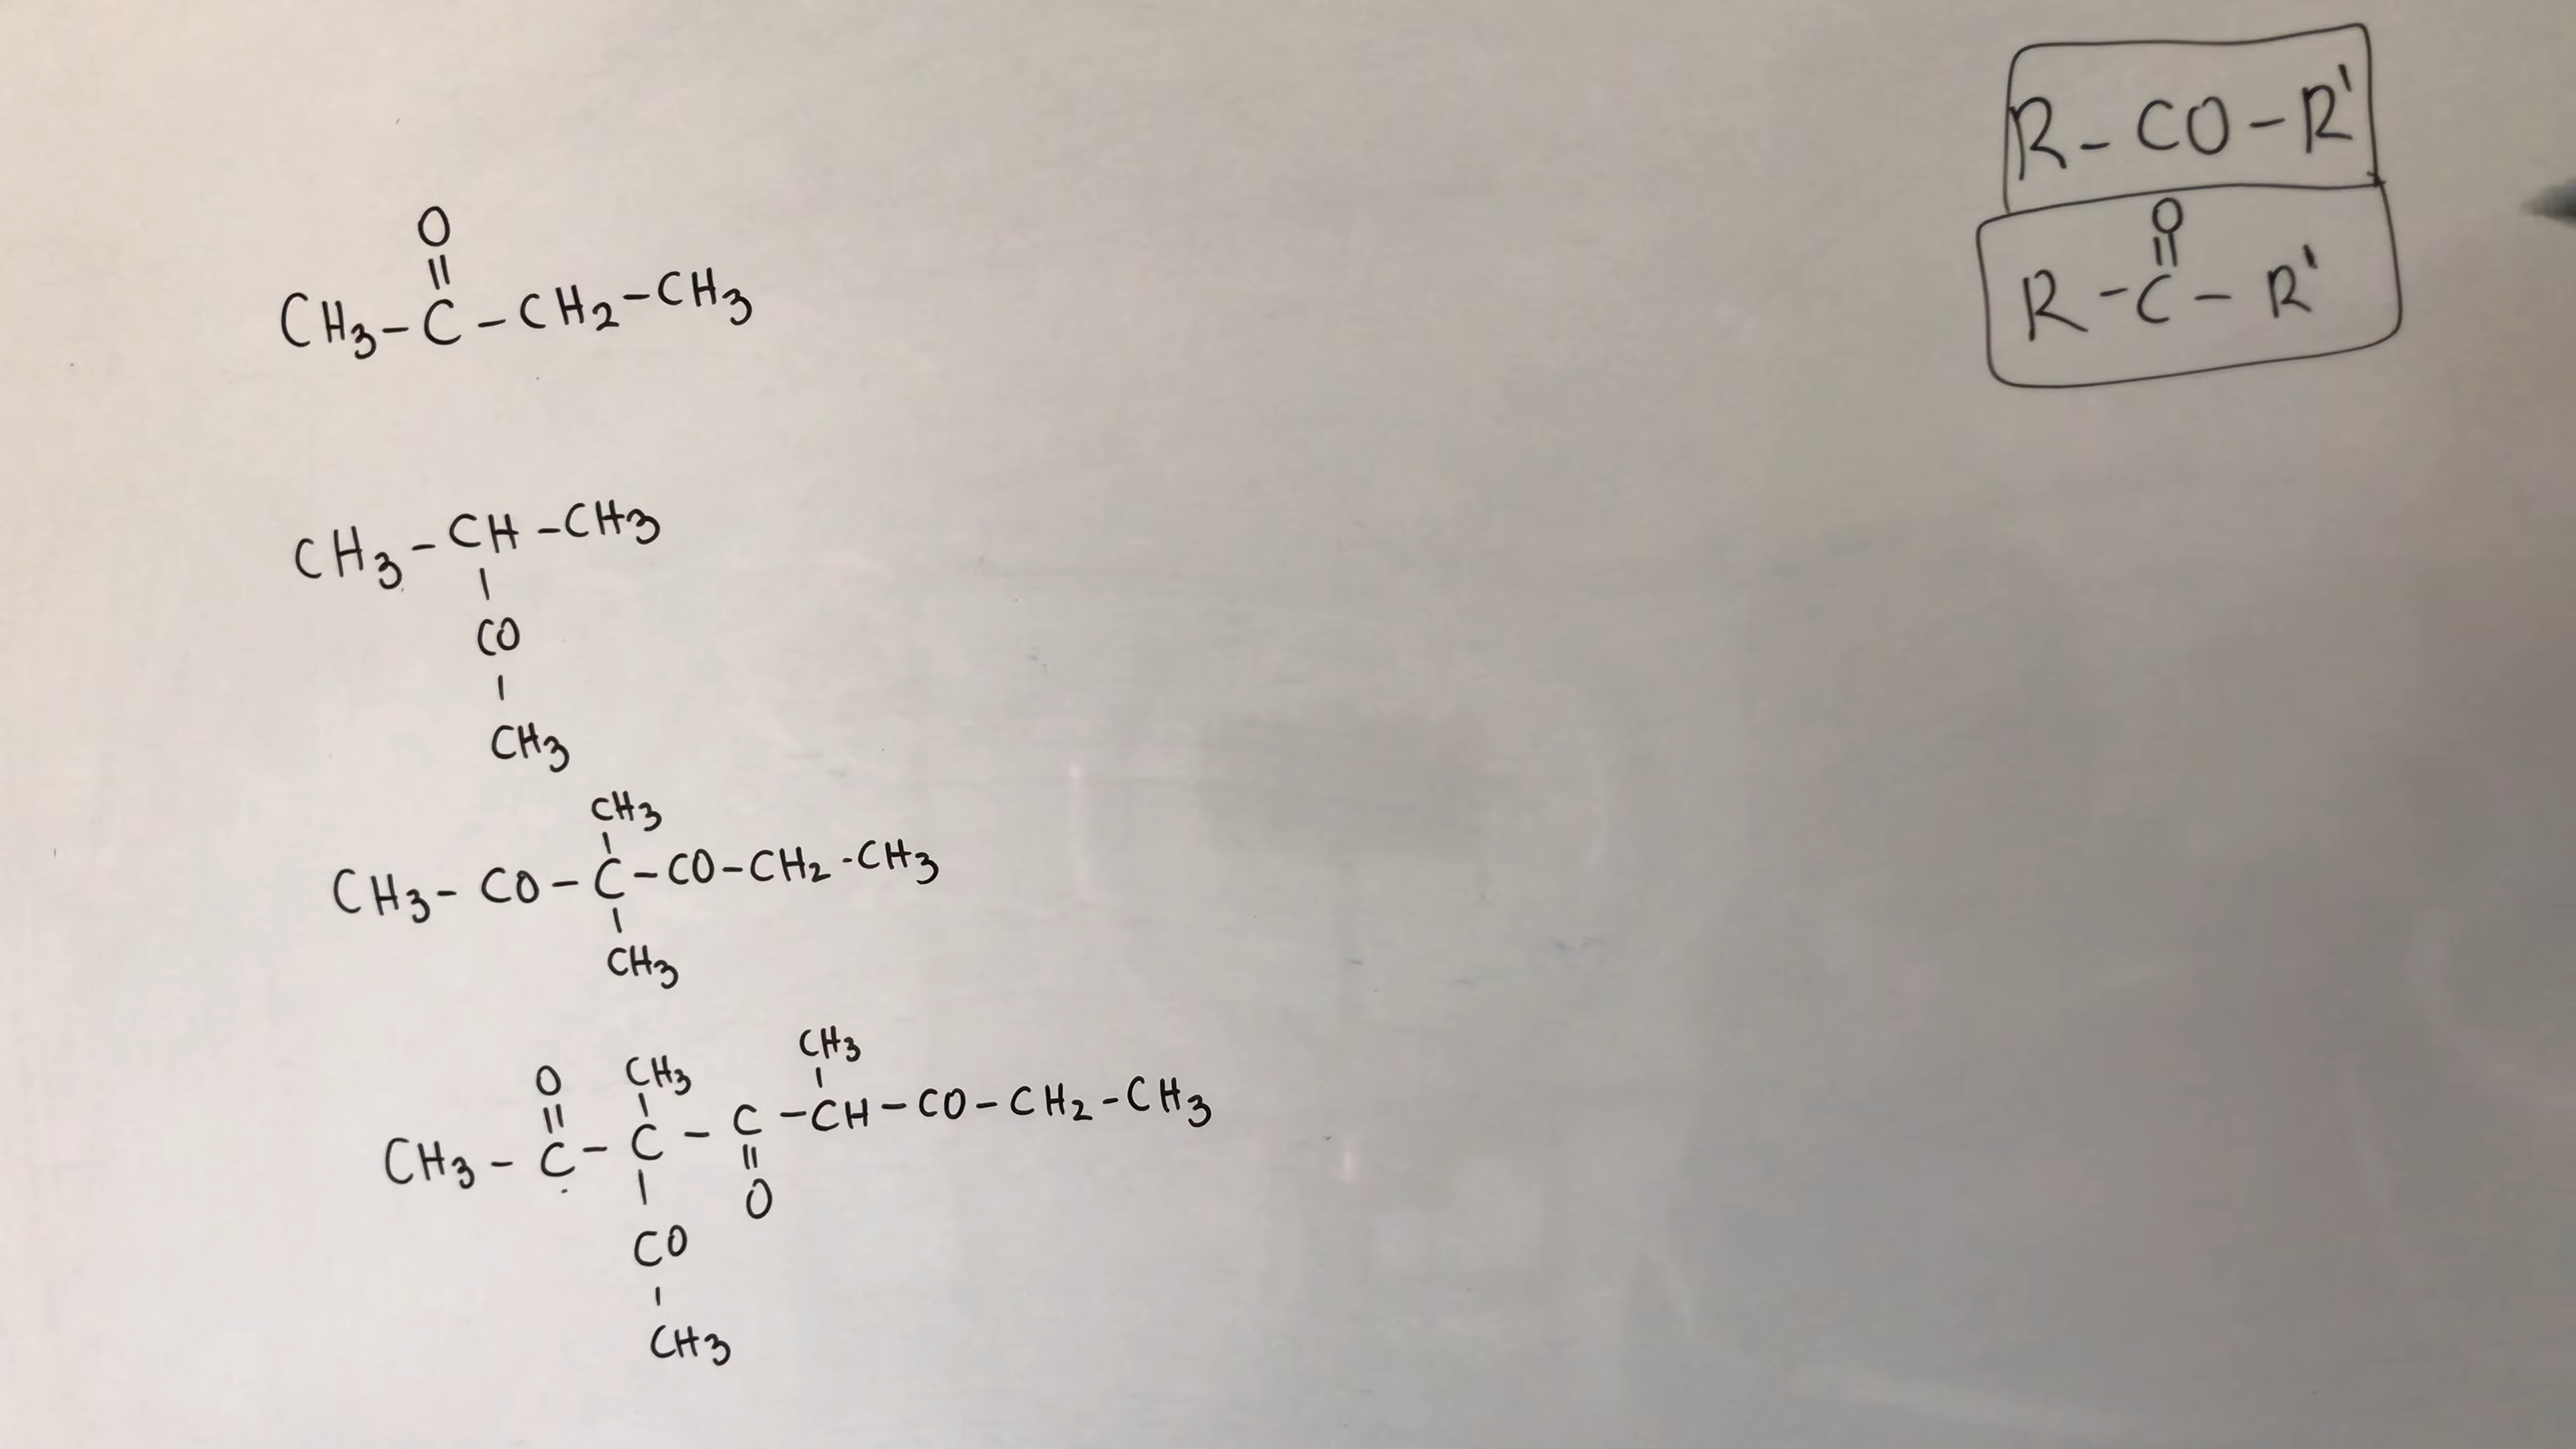 R - CO - R'
O
||
R - C - R'
O
||
CH3 - C - CH2 - CH3
CH3 - CH - CH3
|
CO
|
CH3
CH3
|
CH3 - CO - C - CO - CH2 - CH3
|
CH3
O CH3 CH3
|| | |
CH3 - C - C - C - CH - CO - CH2 - CH3
| ||
CO O
|
CH3